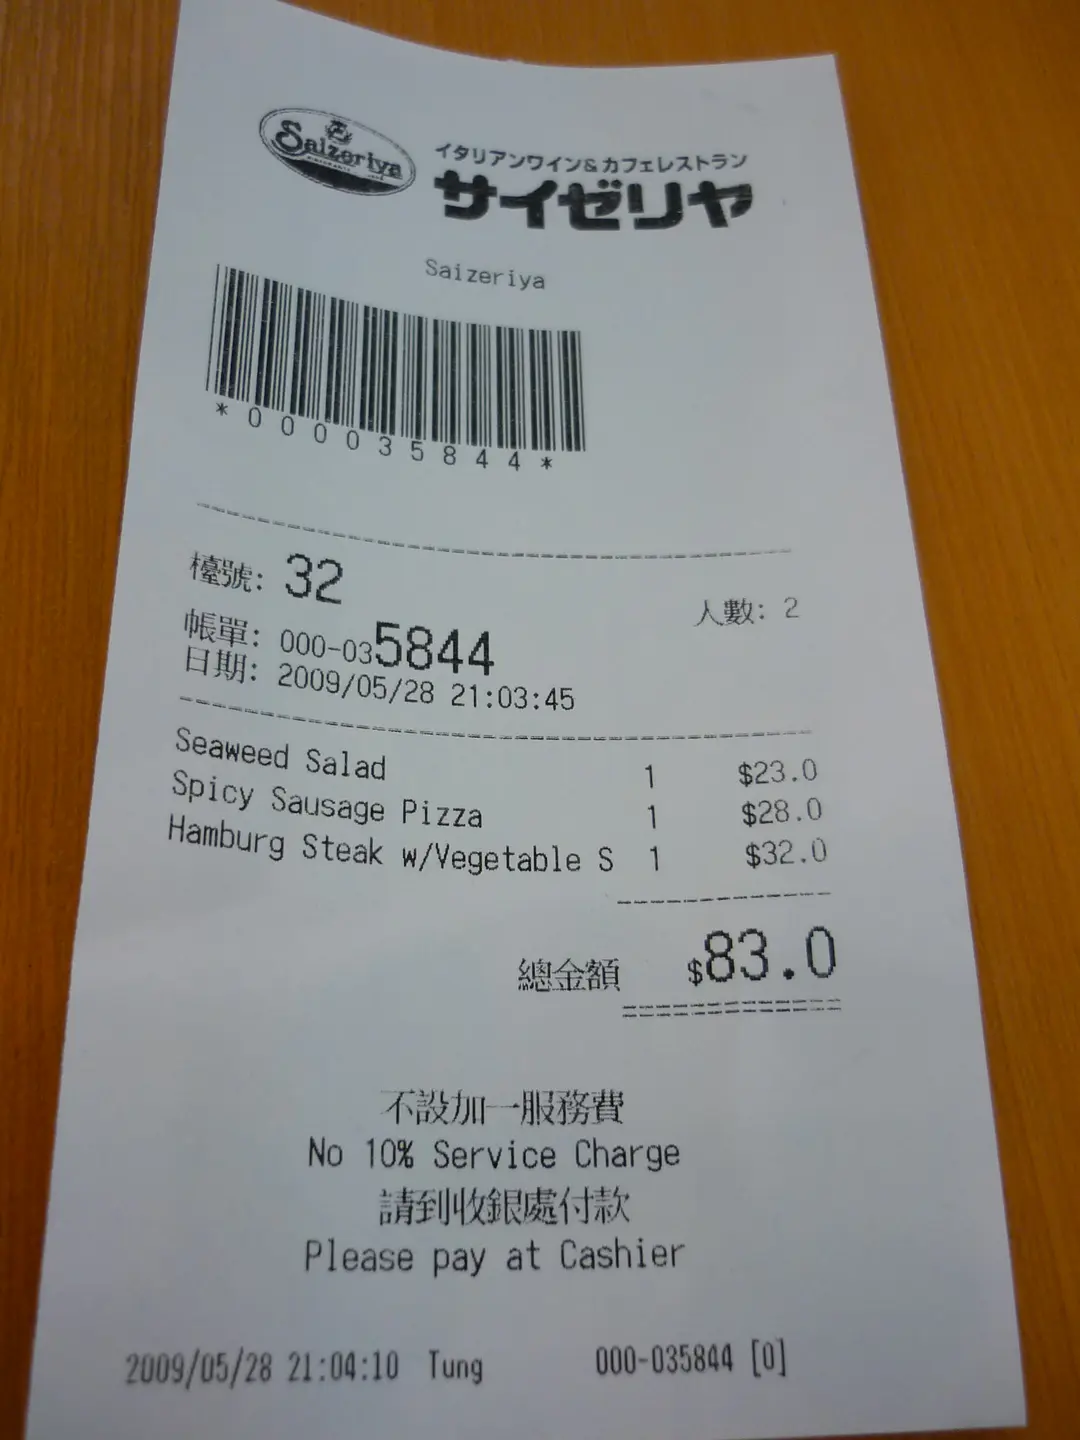 Saizeriya
イタリアンワイン&カフェレストラン
サイゼリヤ
Saizeriya
*000035844*
檯號: 32
人數: 2
帳單: 000-035844
日期: 2009/05/28 21:03:45
Seaweed Salad 1 $23.0
Spicy Sausage Pizza 1 $28.0
Hamburg Steak w/Vegetable S 1 $32.0
總金額 $83.0
不設加一服務費
No 10% Service Charge
請到收銀處付款
Please pay at Cashier
2009/05/28 21:04:10 Tung 000-035844 [0]